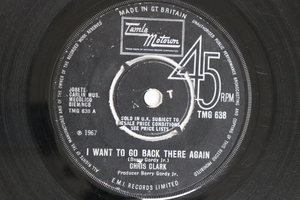 MADE IN GT. BRITAIN
Tamla Motown
45 R.P.M.
TMG 638
JOBETE
CARLIN MUS.
MECOLICO
BIEM/NCB
TMG 638 A
SOLD IN U.K. SUBJECT TO
RESALE PRICE CONDITIONS,
SEE PRICE LISTS
℗ 1967
I WANT TO GO BACK THERE AGAIN
(Berry Gordy Jr.)
CHRIS CLARK
Producer Berry Gordy Jr.
E.M.I. RECORDS LIMITED